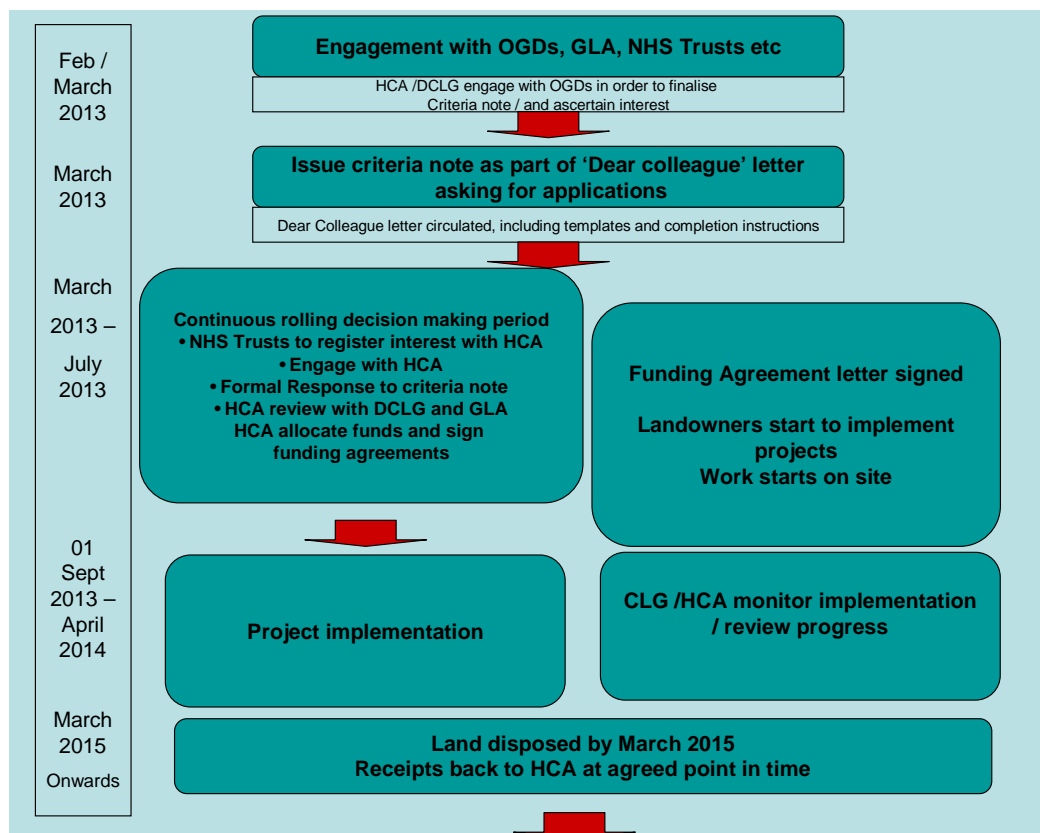 Feb /
March
2013
Engagement with OGDs, GLA, NHS Trusts etc
HCA /DCLG engage with OGDs in order to finalise
Criteria note / and ascertain interest
March
2013
Issue criteria note as part of ‘Dear colleague’ letter
asking for applications
Dear Colleague letter circulated, including templates and completion instructions
March
2013 –
July
2013
Continuous rolling decision making period
• NHS Trusts to register interest with HCA
• Engage with HCA
• Formal Response to criteria note
• HCA review with DCLG and GLA
HCA allocate funds and sign
funding agreements
Funding Agreement letter signed
Landowners start to implement
projects
Work starts on site
01
Sept
2013 –
April
2014
Project implementation
CLG /HCA monitor implementation
/ review progress
March
2015
Onwards
Land disposed by March 2015
Receipts back to HCA at agreed point in time